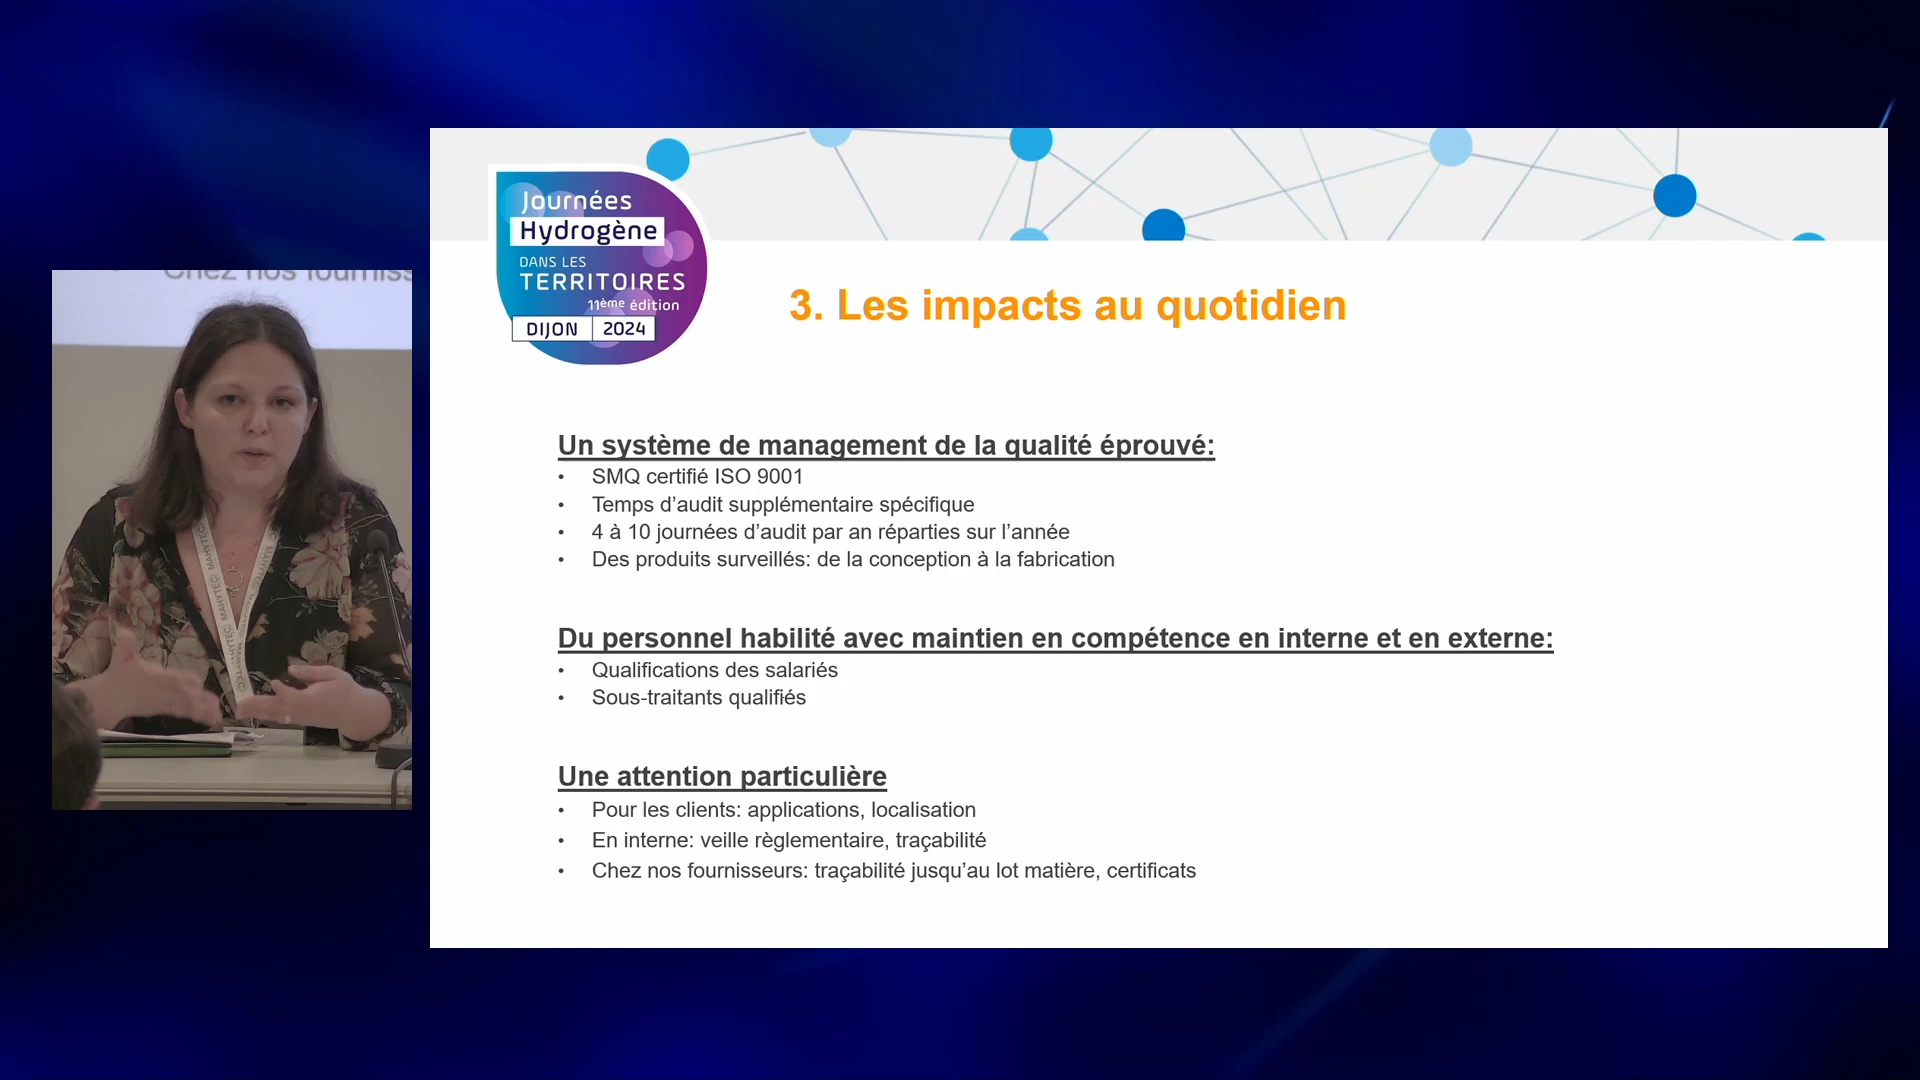 Journées
Hydrogène
DANS LES
TERRITOIRES
11ème édition
DIJON 2024
3. Les impacts au quotidien
Un système de management de la qualité éprouvé:
• SMQ certifié ISO 9001
• Temps d’audit supplémentaire spécifique
• 4 à 10 journées d’audit par an réparties sur l’année
• Des produits surveillés: de la conception à la fabrication
Du personnel habilité avec maintien en compétence en interne et en externe:
• Qualifications des salariés
• Sous-traitants qualifiés
Une attention particulière
• Pour les clients: applications, localisation
• En interne: veille règlementaire, traçabilité
• Chez nos fournisseurs: traçabilité jusqu’au lot matière, certificats
Chez nos
MAHYTEC
MAHYTEC